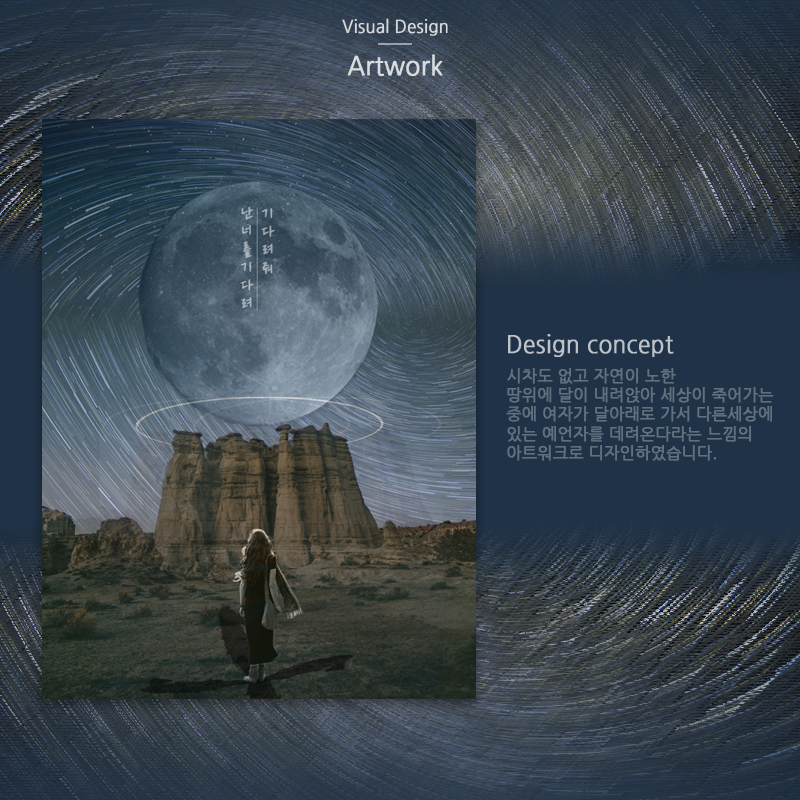 Visual Design
Artwork
기다려줘
난너를기다려
Design concept
시차도 없고 자연이 노한
땅위에 달이 내려앉아 세상이 죽어가는
중에 여자가 달아래로 가서 다른세상에
있는 예언자를 데려온다라는 느낌의
아트워크로 디자인하였습니다.